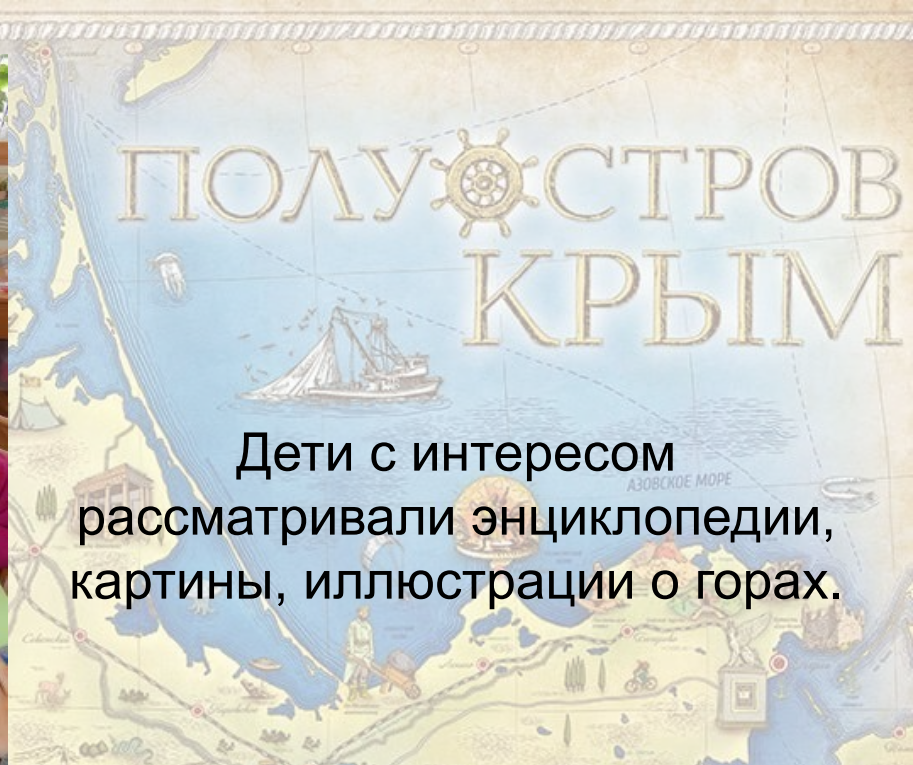 ПОЛУОСТРОВ
КРЫМ
Дети с интересом
АЗОВСКОЕ МОРЕ
рассматривали энциклопедии,
картины, иллюстрации о горах.